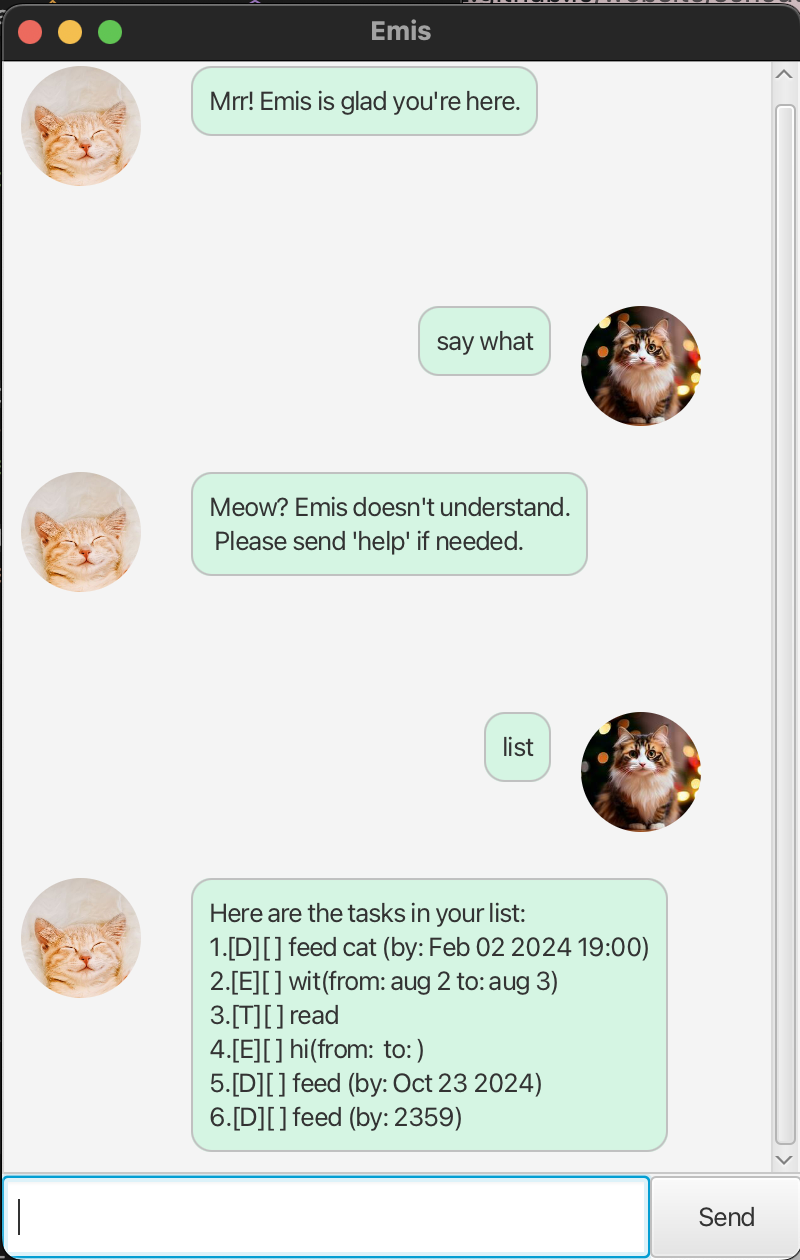 Emis
Mrr! Emis is glad you're here.
say what
Meow? Emis doesn't understand.
Please send 'help' if needed.
list
Here are the tasks in your list:
1.[D][ ] feed cat (by: Feb 02 2024 19:00)
2.[E][ ] wit(from: aug 2 to: aug 3)
3.[T][ ] read
4.[E][ ] hi(from:  to: )
5.[D][ ] feed (by: Oct 23 2024)
6.[D][ ] feed (by: 2359)
Send